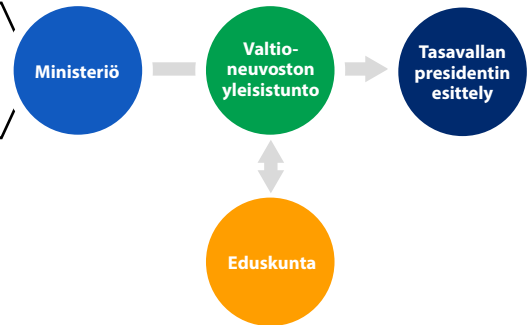 Ministeriö
Valtio-
neuvoston
yleisistunto
Tasavallan
presidentin
esittely
Eduskunta